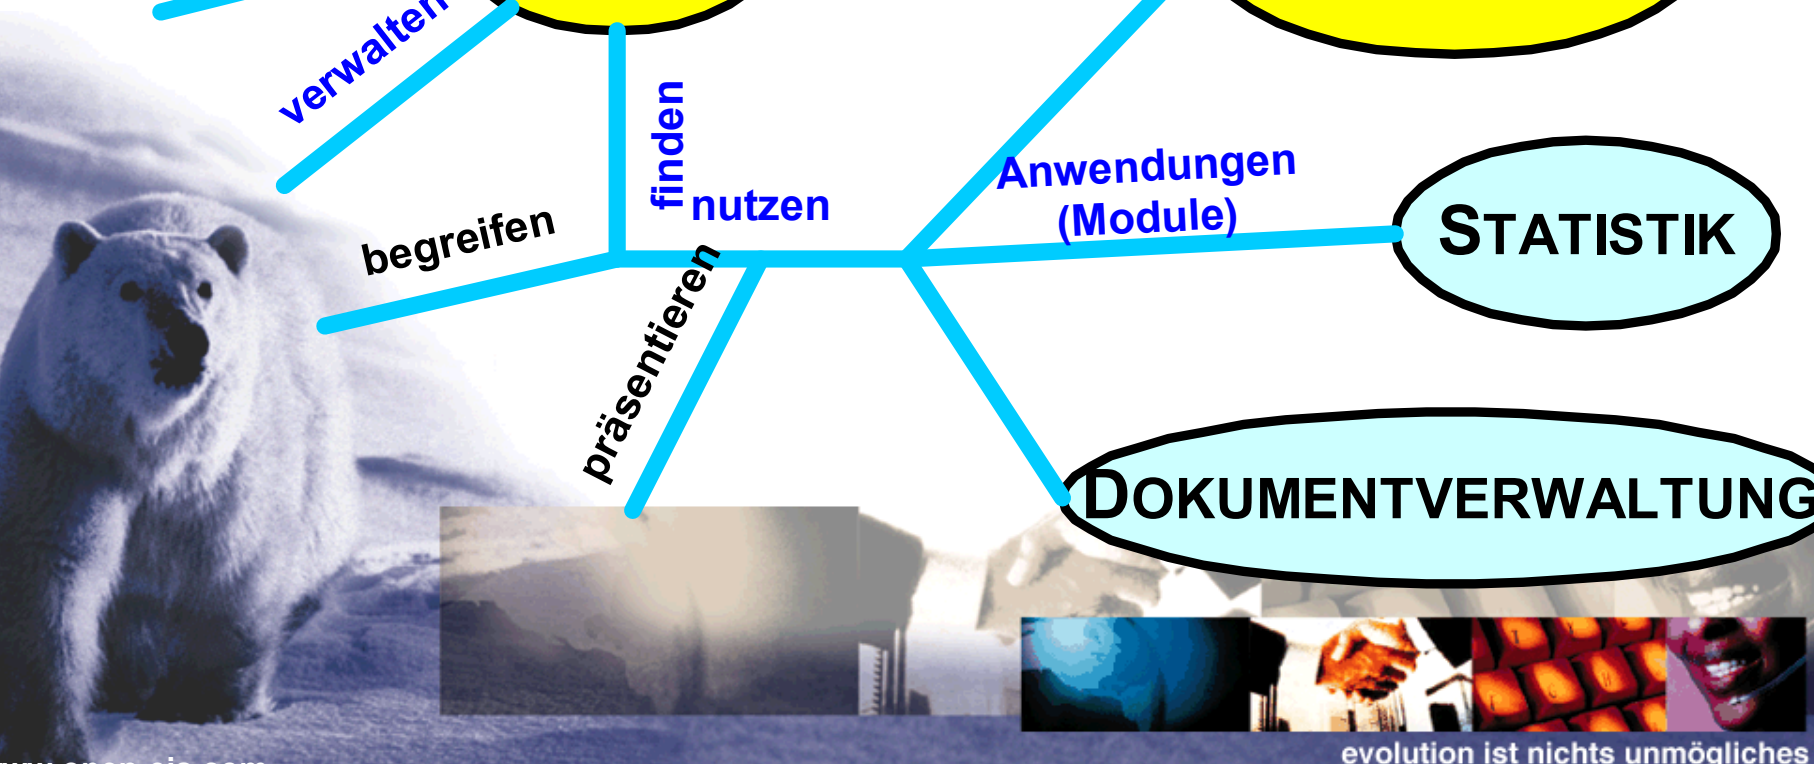 verwalten
finden
nutzen
begreifen
präsentieren
Anwendungen
(Module)
STATISTIK
DOKUMENTVERWALTUNG
evolution ist nichts unmögliches